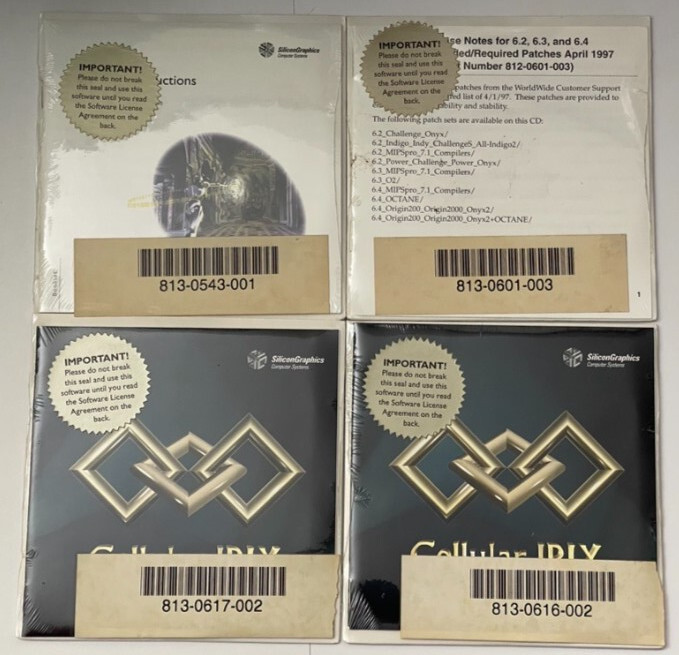 SiliconGraphics
Computer Systems
IMPORTANT!
Please do not break
this seal and use this
software until you read
the Software License
Agreement on the
back.
uctions
Booklet
813-0543-001
se Notes for 6.2, 6.3, and 6.4
ded/Required Patches April 1997
Number 812-0601-003)
IMPORTANT!
Please do not break
this seal and use this
software until you read
the Software License
Agreement on the
back.
patches from the WorldWide Customer Support
ed list of 4/1/97. These patches are provided to
bility and stability.
The following patch sets are available on this CD:
6.2_Challenge_Onyx/
6.2_Indigo_Indy_ChallengeS_All-Indigo2/
6.2_MIPSpro_7.1_Compilers/
6.2_Power_Challenge_Power_Onyx/
6.3_MIPSpro_7.1_Compilers/
6.3_O2/
6.4_MIPSpro_7.1_Compilers/
6.4_OCTANE/
6.4_Origin200_Origin2000_Onyx2/
6.4_Origin200_Origin2000_Onyx2+OCTANE/
813-0601-003
1
IMPORTANT!
Please do not break
this seal and use this
software until you read
the Software License
Agreement on the
back.
SiliconGraphics
Computer Systems
Cellular IRIX
813-0617-002
IMPORTANT!
Please do not break
this seal and use this
software until you read
the Software License
Agreement on the
back.
SiliconGraphics
Computer Systems
Cellular IRIX
813-0616-002